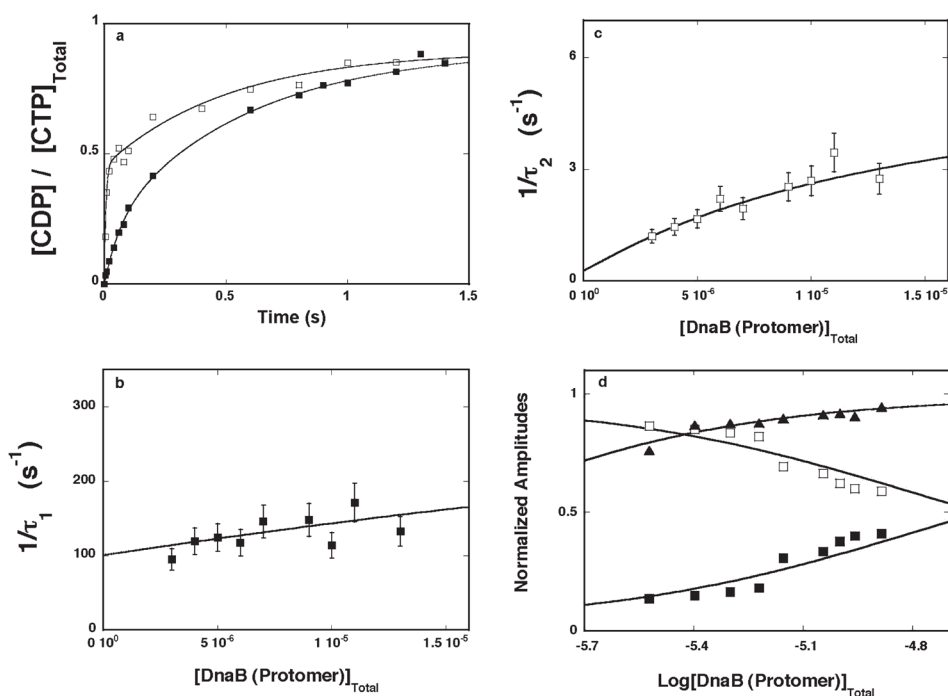 a
1
0.5
0
0
0.5
1
1.5
[CDP] / [CTP]Total
Time (s)
c
6
3
0
0 10⁰
5 10⁻⁶
1 10⁻⁵
1.5 10⁻⁵
1/τ₂ (s⁻¹)
[DnaB (Protomer)]Total
b
300
200
100
0
0 10⁰
5 10⁻⁶
1 10⁻⁵
1.5 10⁻⁵
1/τ₁ (s⁻¹)
[DnaB (Protomer)]Total
d
1
0.5
0
-5.7
-5.4
-5.1
-4.8
Normalized Amplitudes
Log[DnaB (Protomer)]Total